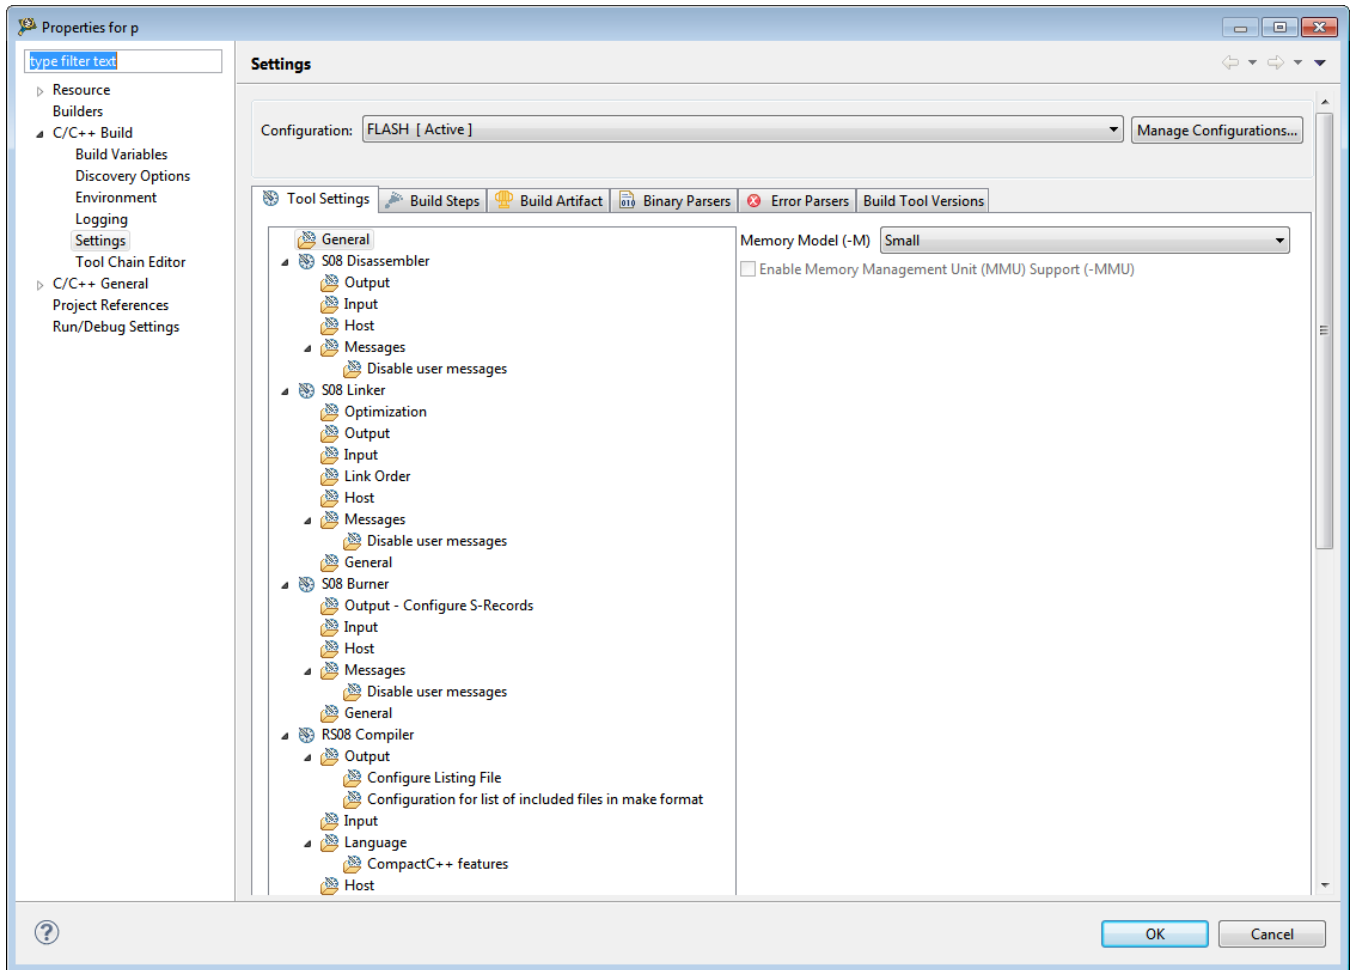 Properties for p
type filter text
Settings
Resource
Builders
C/C++ Build
Build Variables
Discovery Options
Environment
Logging
Settings
Tool Chain Editor
C/C++ General
Project References
Run/Debug Settings
Configuration: FLASH [ Active ] Manage Configurations...
Tool Settings Build Steps Build Artifact Binary Parsers Error Parsers Build Tool Versions
General
S08 Disassembler
Output
Input
Host
Messages
Disable user messages
S08 Linker
Optimization
Output
Input
Link Order
Host
Messages
Disable user messages
General
S08 Burner
Output - Configure S-Records
Input
Host
Messages
Disable user messages
General
RS08 Compiler
Output
Configure Listing File
Configuration for list of included files in make format
Input
Language
CompactC++ features
Host
Memory Model (-M) Small
Enable Memory Management Unit (MMU) Support (-MMU)
OK Cancel